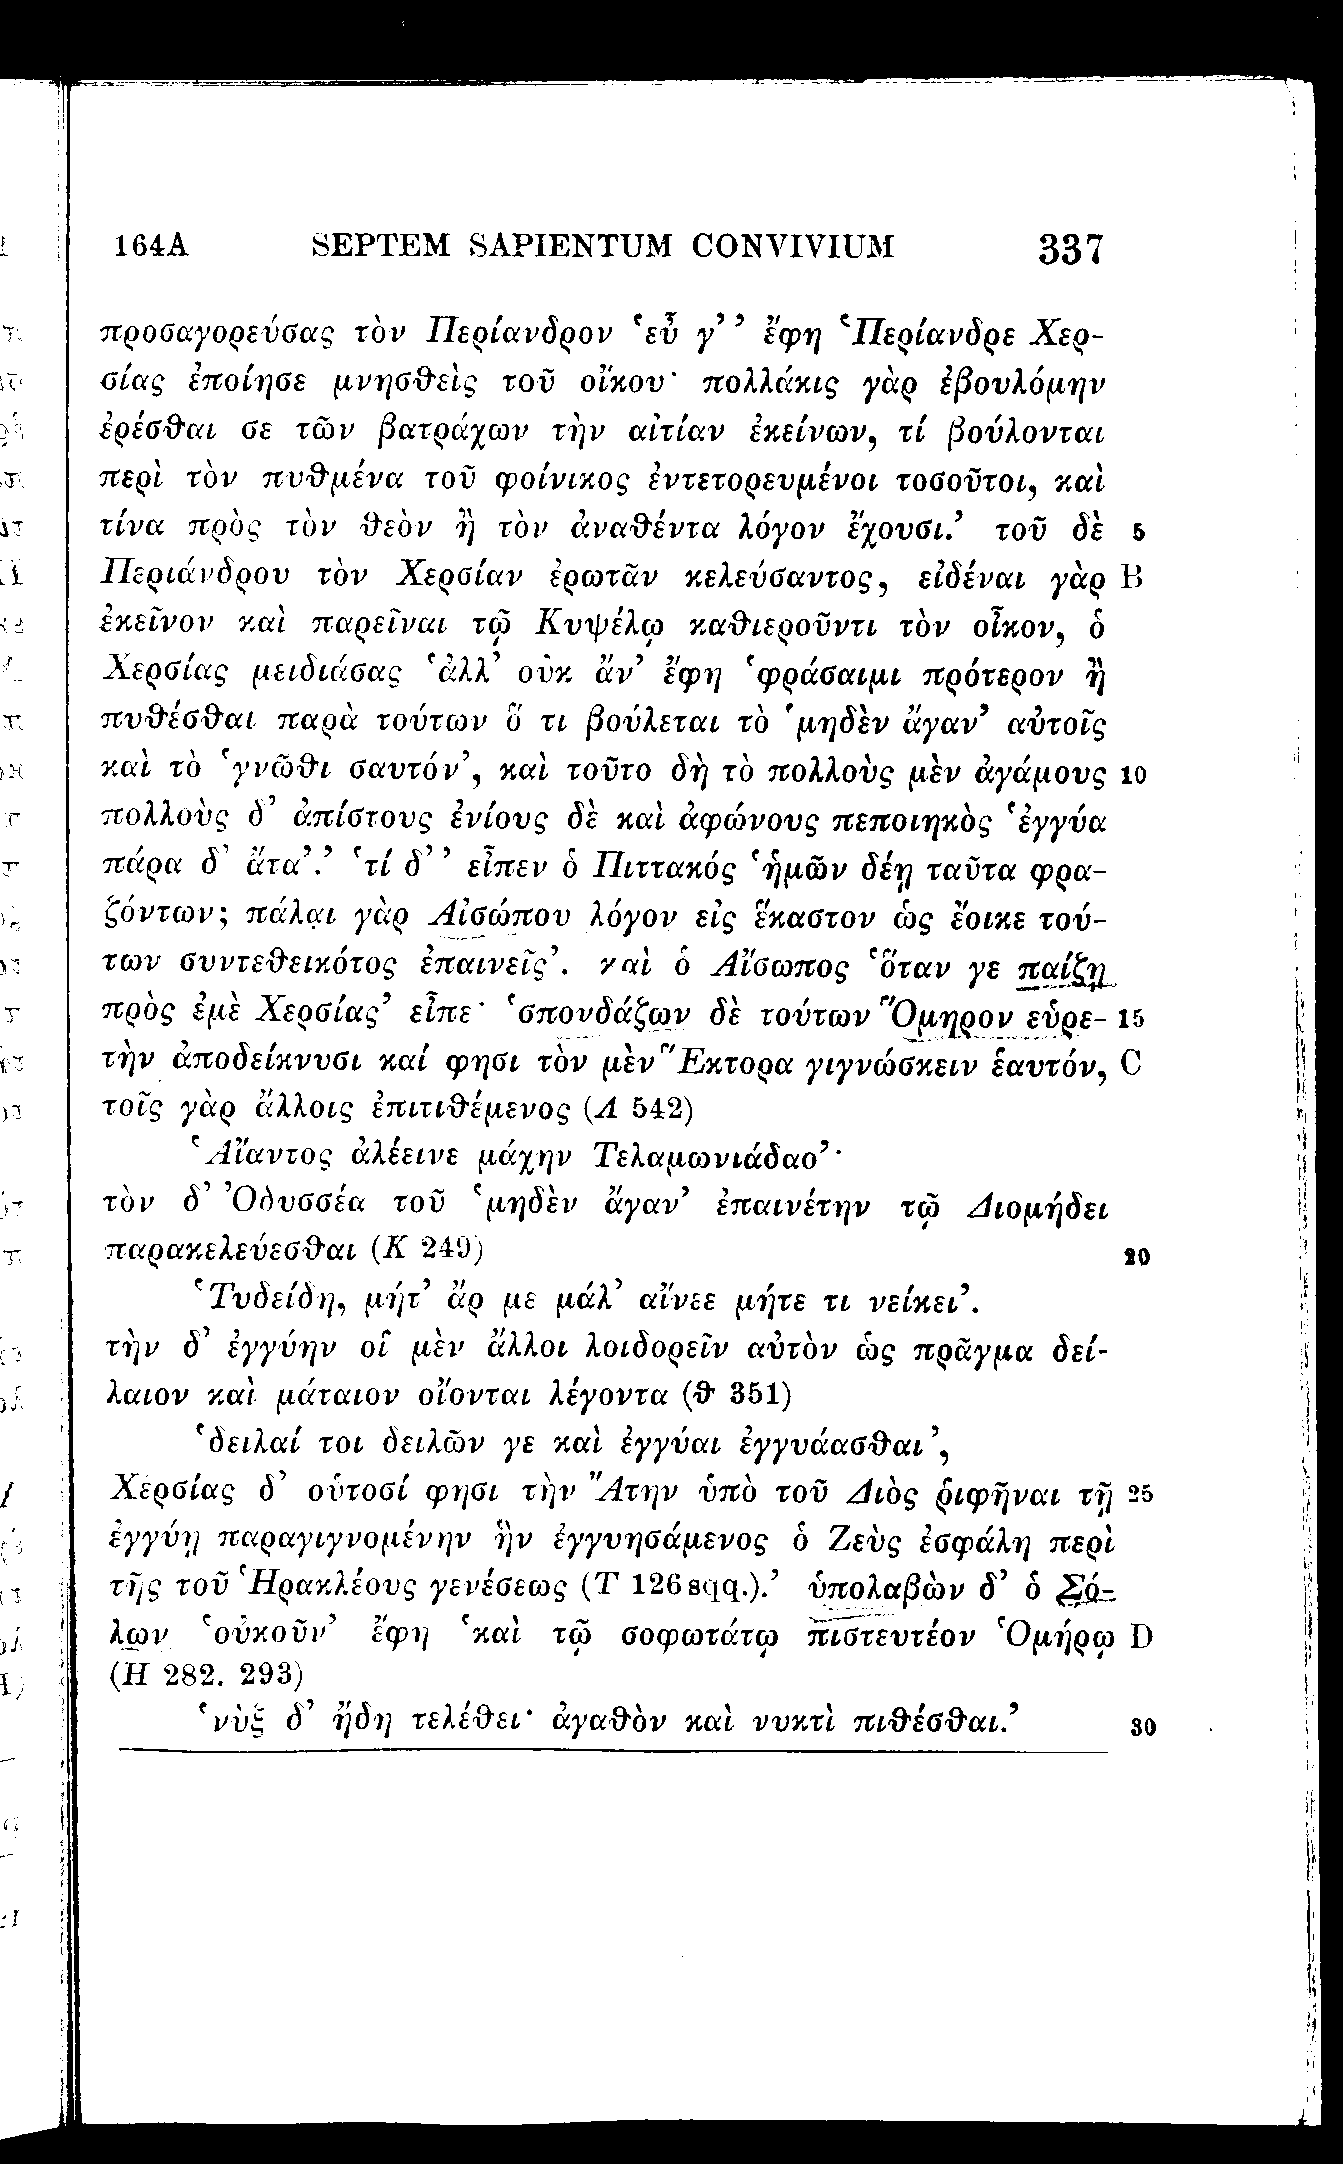 164A SEPTEM SAPIENTUM CONVIVIUM 337
προσαγορεύσας τὸν Περίανδρον ‘εὖ γ’’ ἔφη ‘Περίανδρε Χερ-
σίας ἐποίησε μνησθεὶς τοῦ οἴκου· πολλάκις γὰρ ἐβουλόμην
ἐρέσθαι σε τῶν βατράχων τὴν αἰτίαν ἐκείνων, τί βούλονται
περὶ τὸν πυθμένα τοῦ φοίνικος ἐντετορευμένοι τοσοῦτοι, καὶ
τίνα πρὸς τὸν θεὸν ἢ τὸν ἀναθέντα λόγον ἔχουσι.’ τοῦ δὲ 5
Περιάνδρου τὸν Χερσίαν ἐρωτᾶν κελεύσαντος, εἰδέναι γὰρ B
ἐκεῖνον καὶ παρεῖναι τῷ Κυψέλῳ καθιεροῦντι τὸν οἶκον, ὁ
Χερσίας μειδιάσας ‘ἀλλ’ οὐκ ἄν’ ἔφη ‘φράσαιμι πρότερον ἢ
πυθέσθαι παρὰ τούτων ὅ τι βούλεται τὸ ‘μηδὲν ἄγαν’ αὐτοῖς
καὶ τὸ ‘γνῶθι σαυτόν’, καὶ τοῦτο δὴ τὸ πολλοὺς μὲν ἀγάμους 10
πολλοὺς δ’ ἀπίστους ἐνίους δὲ καὶ ἀφώνους πεποιηκὸς ‘ἐγγύα
πάρα δ’ ἄτα’.’ ‘τί δ’’ εἶπεν ὁ Πιττακός ‘ἡμῶν δέῃ ταῦτα φρα-
ζόντων; πάλαι γὰρ Αἰσώπου λόγον εἰς ἕκαστον ὡς ἔοικε τού-
των συντεθεικότος ἐπαινεῖς’. καὶ ὁ Αἴσωπος ‘ὅταν γε παίζῃ
πρὸς ἐμὲ Χερσίας’ εἶπε· ‘σπουδάζων δὲ τούτων Ὅμηρον εὑρε- 15
τὴν ἀποδείκνυσι καί φησι τὸν μὲν Ἕκτορα γιγνώσκειν ἑαυτόν, C
τοῖς γὰρ ἄλλοις ἐπιτιθέμενος (Λ 542)
‘Αἴαντος ἀλέεινε μάχην Τελαμωνιάδαο’·
τὸν δ’ Ὀδυσσέα τοῦ ‘μηδὲν ἄγαν’ ἐπαινέτην τῷ Διομήδει
παρακελεύεσθαι (Κ 249) 20
‘Τυδείδη, μήτ’ ἄρ με μάλ’ αἴνεε μήτε τι νείκει’.
τὴν δ’ ἐγγύην οἱ μὲν ἄλλοι λοιδορεῖν αὐτὸν ὡς πρᾶγμα δεί-
λαιον καὶ μάταιον οἴονται λέγοντα (θ 351)
‘δειλαί τοι δειλῶν γε καὶ ἐγγύαι ἐγγυάασθαι’,
Χερσίας δ’ οὑτοσί φησι τὴν Ἄτην ὑπὸ τοῦ Διὸς ῥιφῆναι τῇ 25
ἐγγύῃ παραγιγνομένην ἣν ἐγγυησάμενος ὁ Ζεὺς ἐσφάλη περὶ
τῆς τοῦ Ἡρακλέους γενέσεως (Τ 126 sqq.).’ ὑπολαβὼν δ’ ὁ Σό-
λων ‘οὐκοῦν’ ἔφη ‘καὶ τῷ σοφωτάτῳ πιστευτέον Ὁμήρῳ D
(Η 282. 293)
‘νὺξ δ’ ἤδη τελέθει· ἀγαθὸν καὶ νυκτὶ πιθέσθαι.’ 30